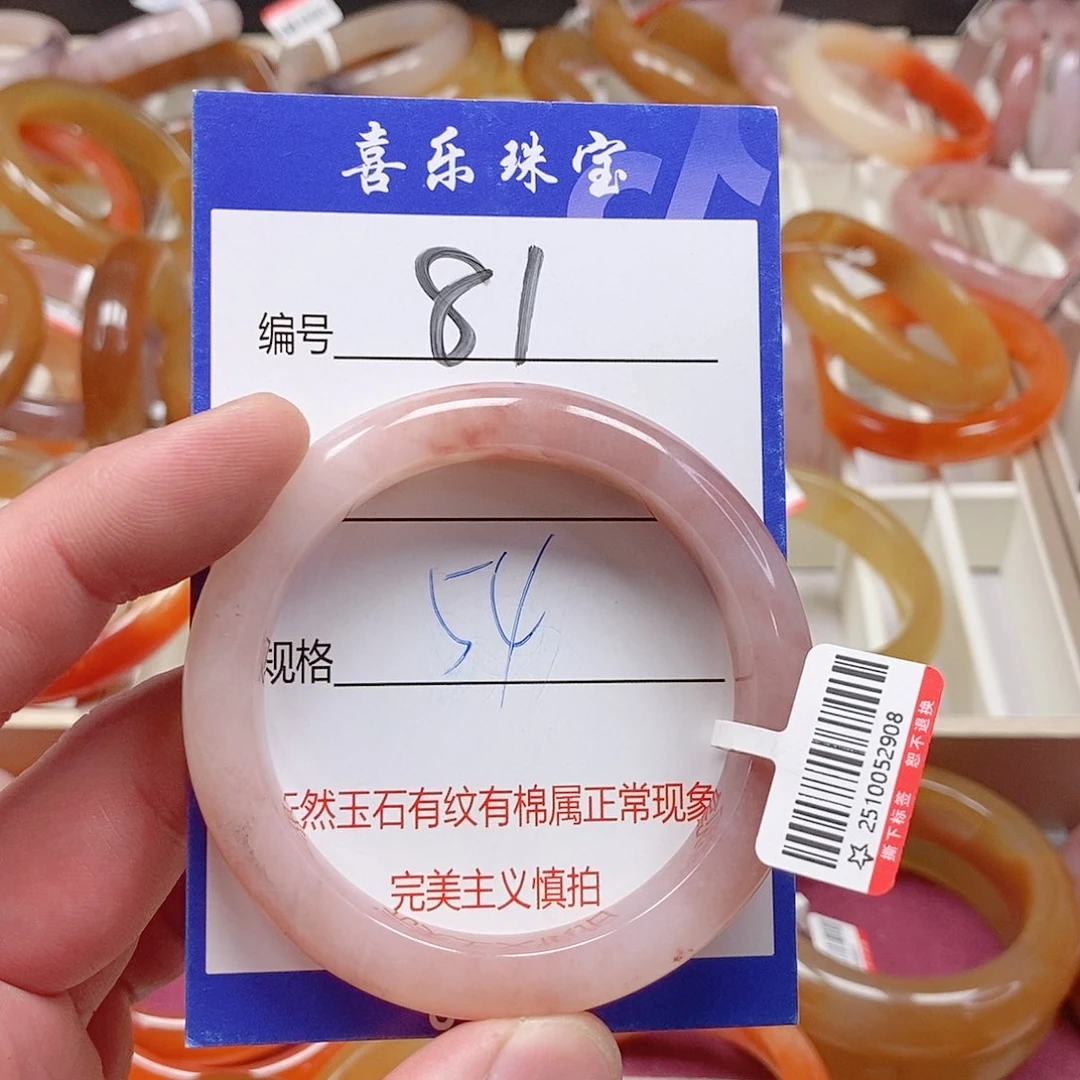 喜乐珠宝
编号 81
规格 54
然玉石有纹有棉属正常现象
完美主义慎拍
2510052908
撕下标签 恕不退换